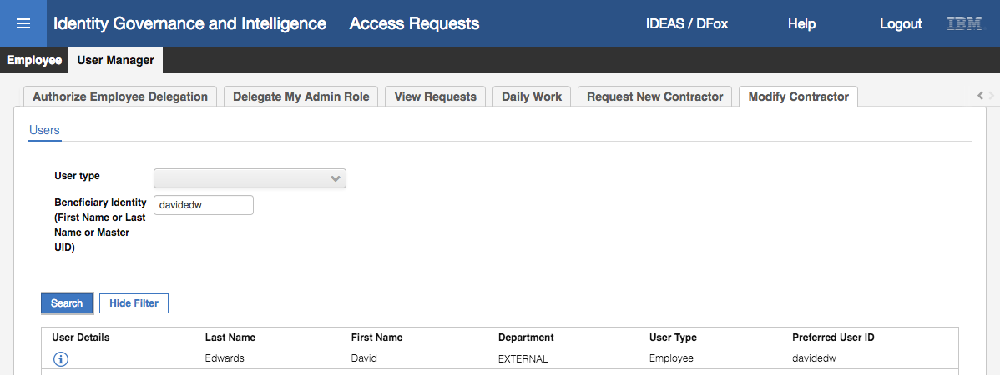 Identity Governance and Intelligence Access Requests IDEAS / DFox Help Logout IBM
Employee User Manager
Authorize Employee Delegation Delegate My Admin Role View Requests Daily Work Request New Contractor Modify Contractor
Users
User type
Beneficiary Identity davidedw
(First Name or Last
Name or Master
UID)
Search Hide Filter
User Details Last Name First Name Department User Type Preferred User ID
Edwards David EXTERNAL Employee davidedw